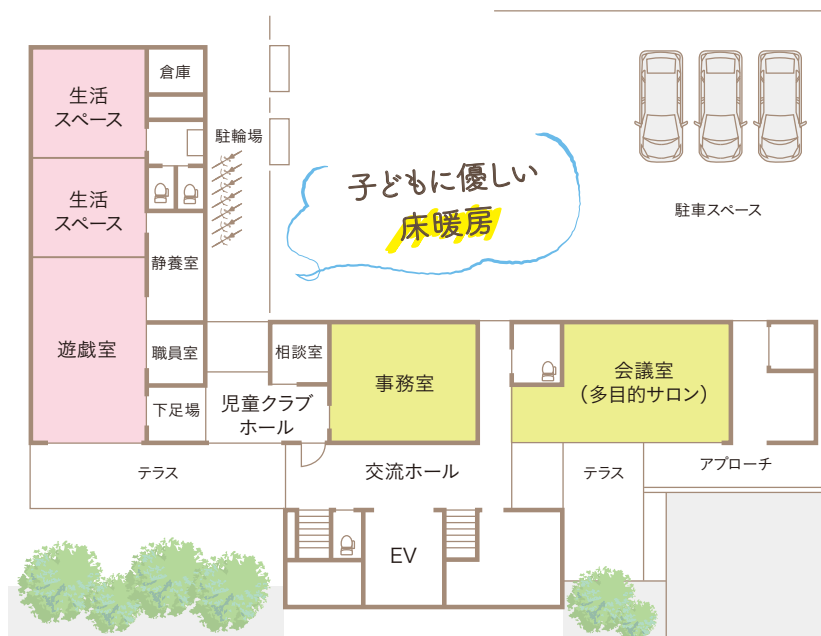 生活
スペース
倉庫
駐輪場
子どもに優しい
床暖房
駐車スペース
生活
スペース
静養室
遊戯室
職員室
相談室
事務室
会議室
(多目的サロン)
下足場
児童クラブ
ホール
テラス
交流ホール
テラス
アプローチ
EV